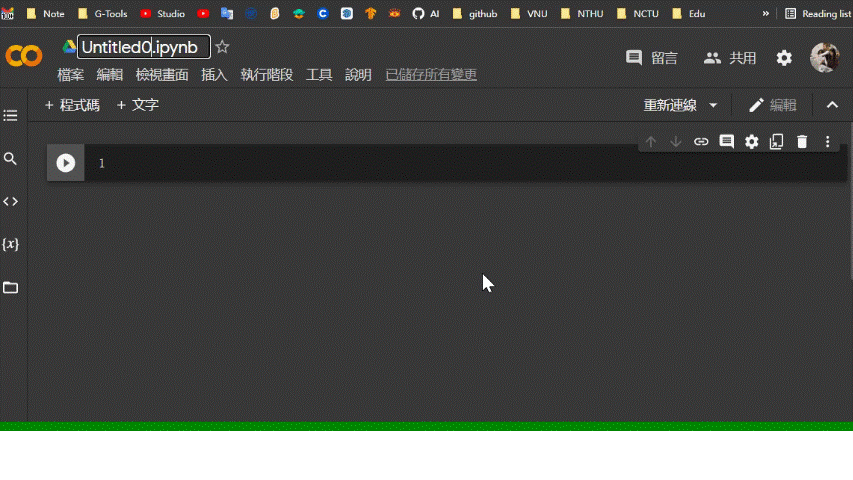 Note G-Tools Studio AI github VNU NTHU NCTU Edu » Reading list
Untitled0.ipynb
留言 共用
檔案 編輯 檢視畫面 插入 執行階段 工具 說明 已儲存所有變更
+ 程式碼 + 文字 重新連線 編輯
1
{x}